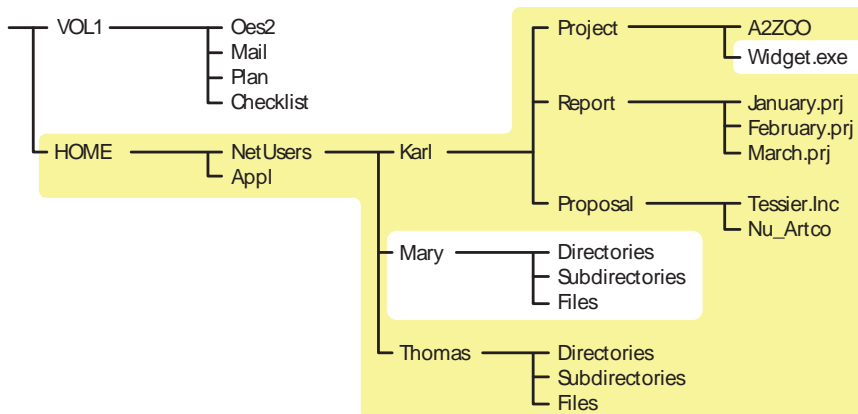 VOL1
Oes2
Mail
Plan
Checklist
HOME
NetUsers
Appl
Karl
Project
A2ZCO
Widget.exe
Report
January.prj
February.prj
March.prj
Proposal
Tessier.Inc
Nu_Artco
Mary
Directories
Subdirectories
Files
Thomas
Directories
Subdirectories
Files